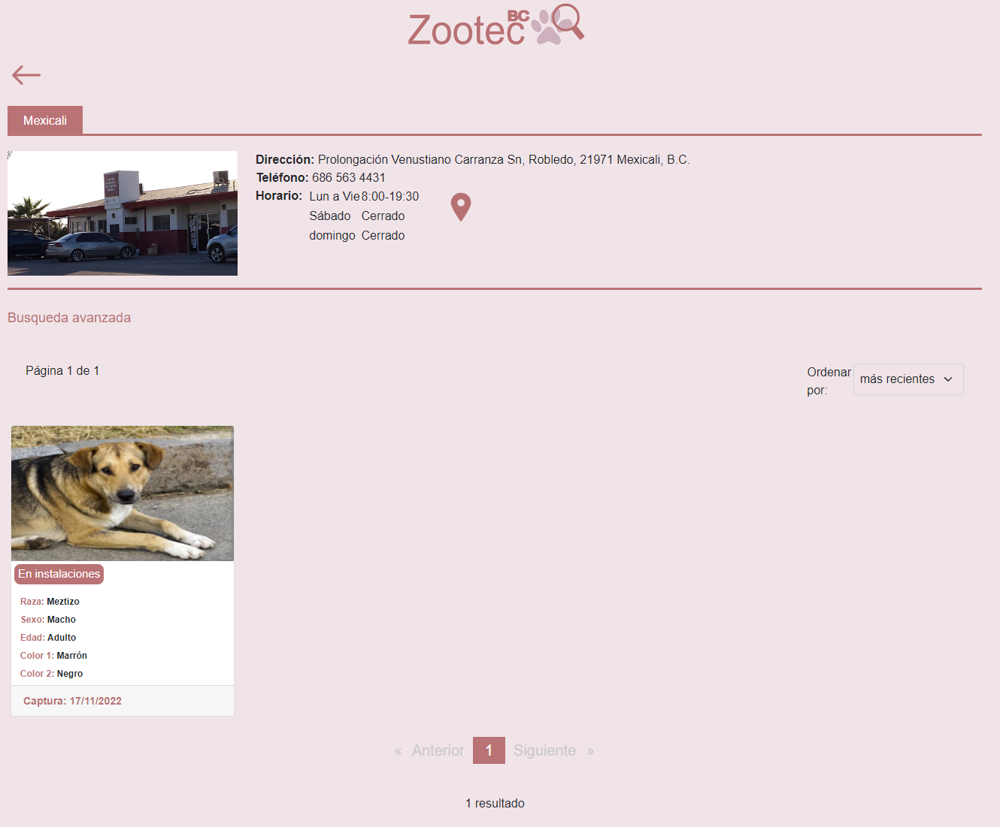 Zootec BC
Mexicali
Dirección: Prolongación Venustiano Carranza Sn, Robledo, 21971 Mexicali, B.C.
Teléfono: 686 563 4431
Horario: Lun a Vie 8:00-19:30
Sábado Cerrado
domingo Cerrado
Busqueda avanzada
Página 1 de 1
Ordenar
por:
más recientes
En instalaciones
Raza: Meztizo
Sexo: Macho
Edad: Adulto
Color 1: Marrón
Color 2: Negro
Captura: 17/11/2022
« Anterior 1 Siguiente »
1 resultado